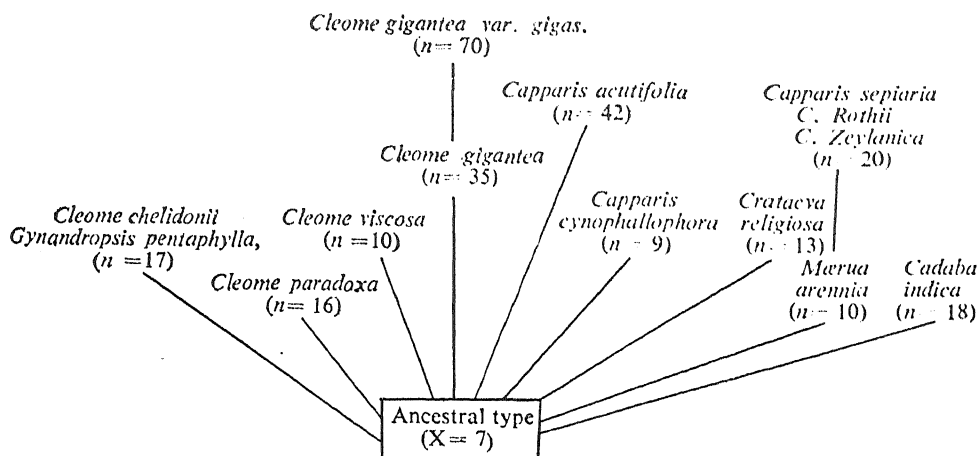 Cleome gigantea var. gigas.
(n= 70)
Capparis acutifolia
(n= 42)
Capparis sepiaria
C. Rothii
C. Zeylanica
(n - 20)
Cleome gigantea
(n= 35)
Cleome chelidonii
Gynandropsis pentaphylla,
(n =17)
Cleome viscosa
(n =10)
Capparis
cynophallophora
(n - 9)
Crataeva
religiosa
(n- 13)
Cleome paradoxa
(n= 16)
Mærua
arennia
(n - 10)
Cadaba
indica
(n - 18)
Ancestral type
(X= 7)